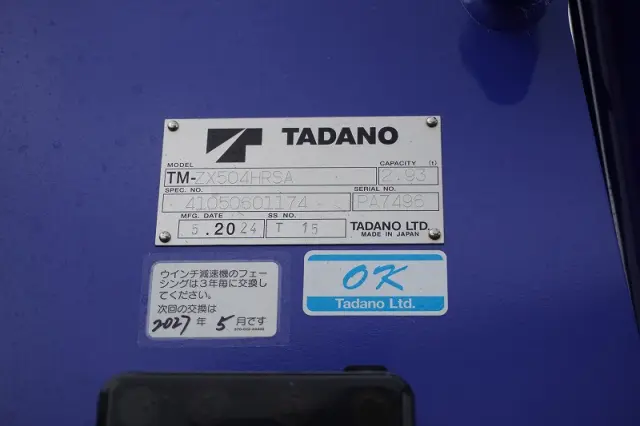 TADANO
MODEL CAPACITY (t)
TM-ZX504HRSA 2.93
SPEC. NO. SERIAL NO.
41050601174 PA7496
MFG. DATE SS NO.
5.2024 T 15 TADANO LTD.
MADE IN JAPAN
ウインチ減速機のフェー
シングは3年毎に交換し
てください。
次回の交換は
2027年 5月です
OK
Tadano Ltd.